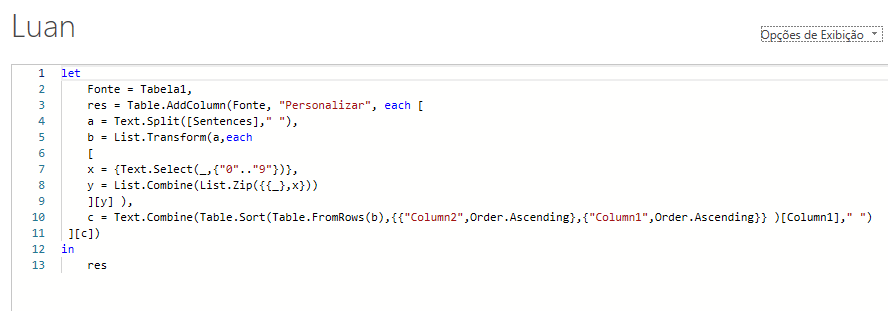 Luan
Opções de Exibição
1 let
2 Fonte = Tabela1,
3 res = Table.AddColumn(Fonte, "Personalizar", each [
4 a = Text.Split([Sentences]," "),
5 b = List.Transform(a,each
6 [
7 x = {Text.Select(_,{"0".."9"})},
8 y = List.Combine(List.Zip({{_},x}))
9 ][y] ),
10 c = Text.Combine(Table.Sort(Table.FromRows(b),{{"Column2",Order.Ascending},{"Column1",Order.Ascending}} )[Column1]," ")
11 ][c])
12 in
13 res